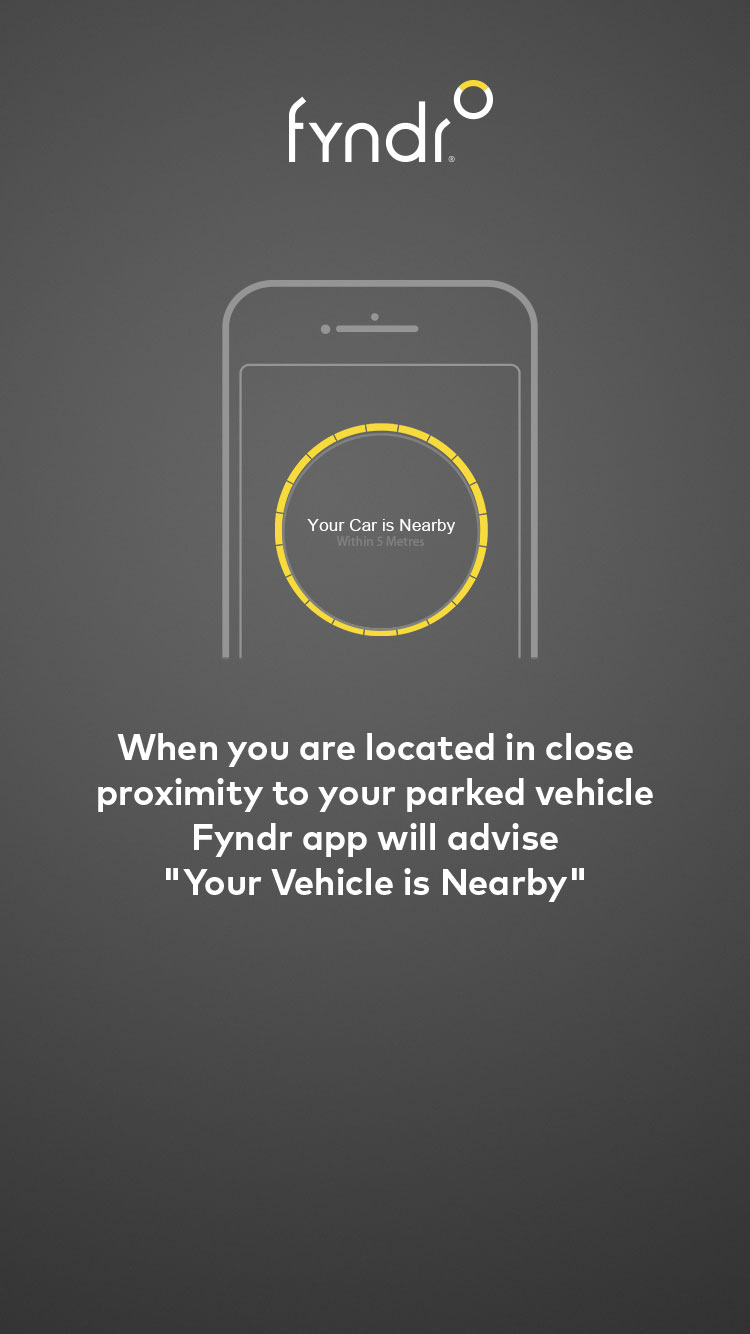 fyndr®
Your Car is Nearby
Within 5 Metres
When you are located in close
proximity to your parked vehicle
Fyndr app will advise
"Your Vehicle is Nearby"